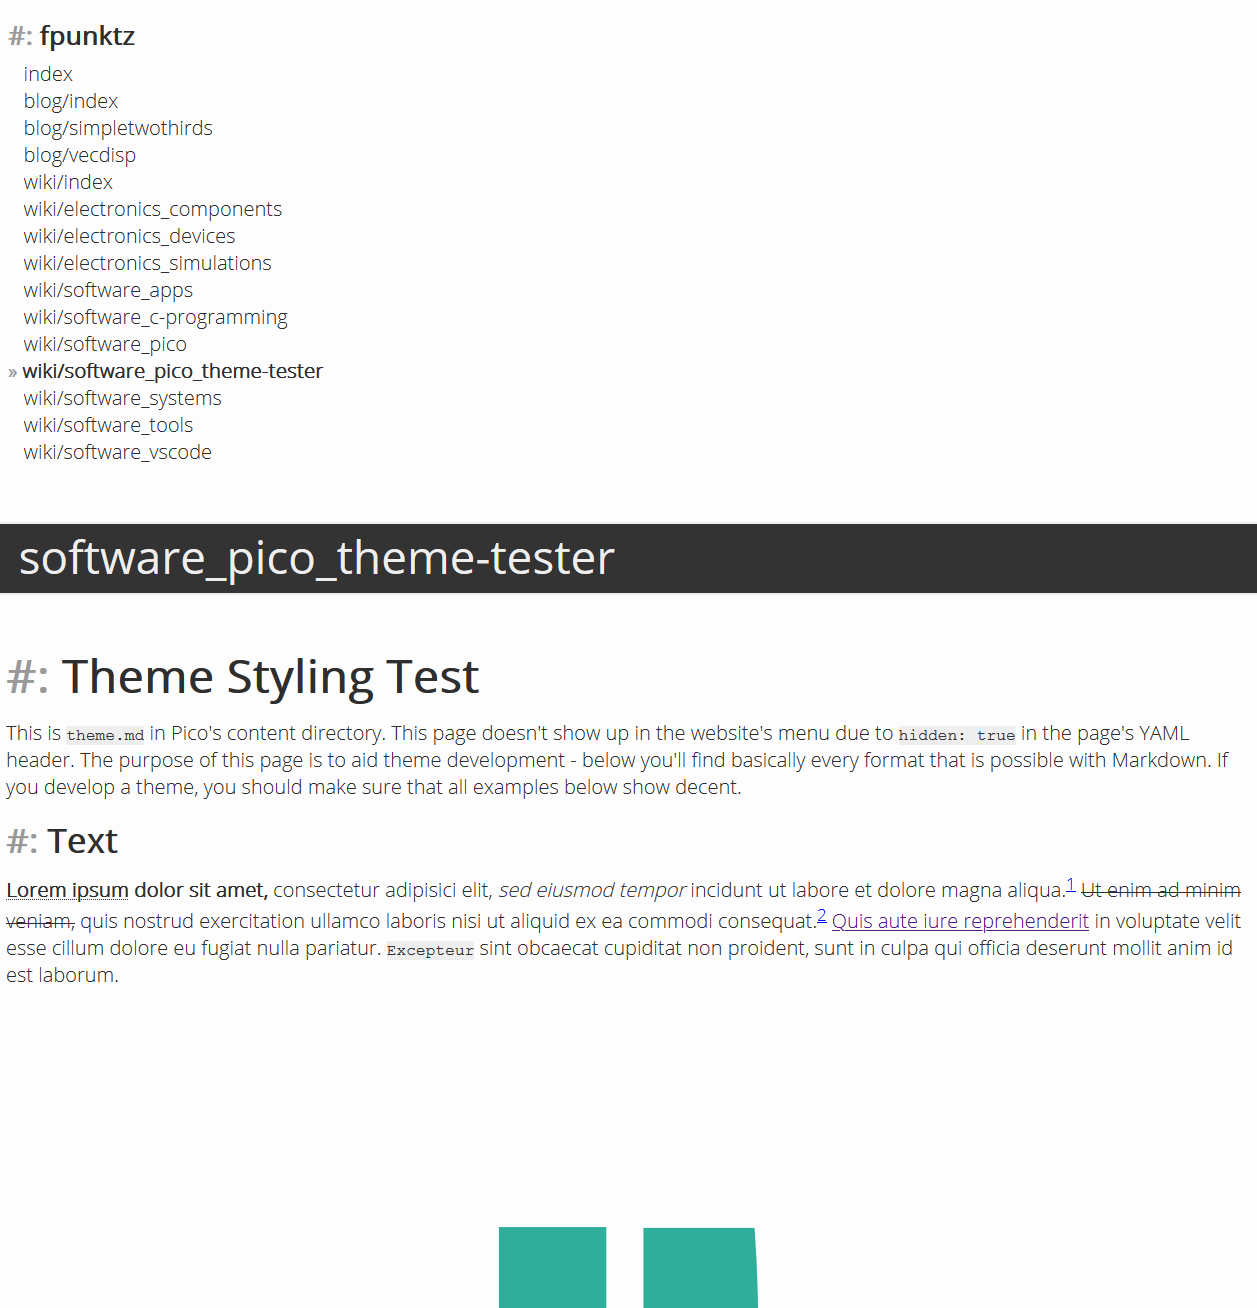 #: fpunktz
index
blog/index
blog/simpletwothirds
blog/vecdisp
wiki/index
wiki/electronics_components
wiki/electronics_devices
wiki/electronics_simulations
wiki/software_apps
wiki/software_c-programming
wiki/software_pico
» wiki/software_pico_theme-tester
wiki/software_systems
wiki/software_tools
wiki/software_vscode
software_pico_theme-tester
#: Theme Styling Test
This is theme.md in Pico's content directory. This page doesn't show up in the website's menu due to hidden: true in the page's YAML
header. The purpose of this page is to aid theme development - below you'll find basically every format that is possible with Markdown. If
you develop a theme, you should make sure that all examples below show decent.
#: Text
Lorem ipsum dolor sit amet, consectetur adipisici elit, sed eiusmod tempor incidunt ut labore et dolore magna aliqua.1 Ut enim ad minim
veniam, quis nostrud exercitation ullamco laboris nisi ut aliquid ex ea commodi consequat.2 Quis aute iure reprehenderit in voluptate velit
esse cillum dolore eu fugiat nulla pariatur. Excepteur sint obcaecat cupiditat non proident, sunt in culpa qui officia deserunt mollit anim id
est laborum.